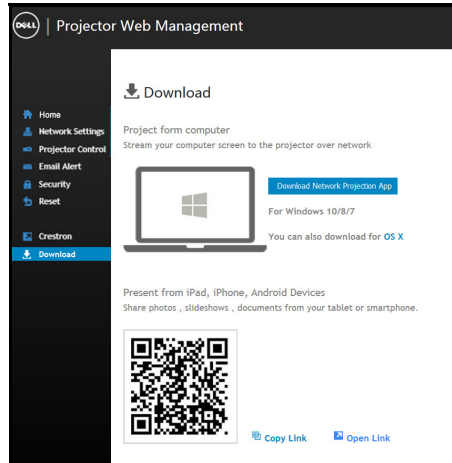 DELL | Projector Web Management
Download
Home
Network Settings
Projector Control
Email Alert
Security
Reset
Crestron
Download
Project form computer
Stream your computer screen to the projector over network
Download Network Projection App
For Windows 10/8/7
You can also download for OS X
Present from iPad, iPhone, Android Devices
Share photos , slideshows , documents from your tablet or smartphone.
Copy Link
Open Link